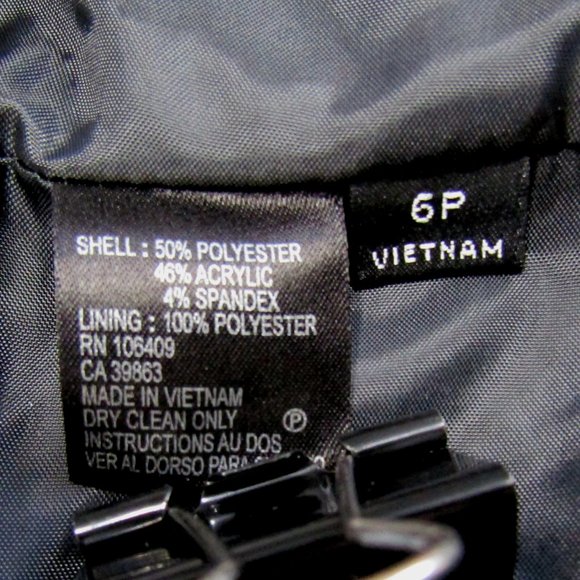 SHELL : 50% POLYESTER
46% ACRYLIC
4% SPANDEX
LINING : 100% POLYESTER
RN 106409
CA 39863
MADE IN VIETNAM
DRY CLEAN ONLY
P
INSTRUCTIONS AU DOS
VER AL DORSO PARA
6P
VIETNAM